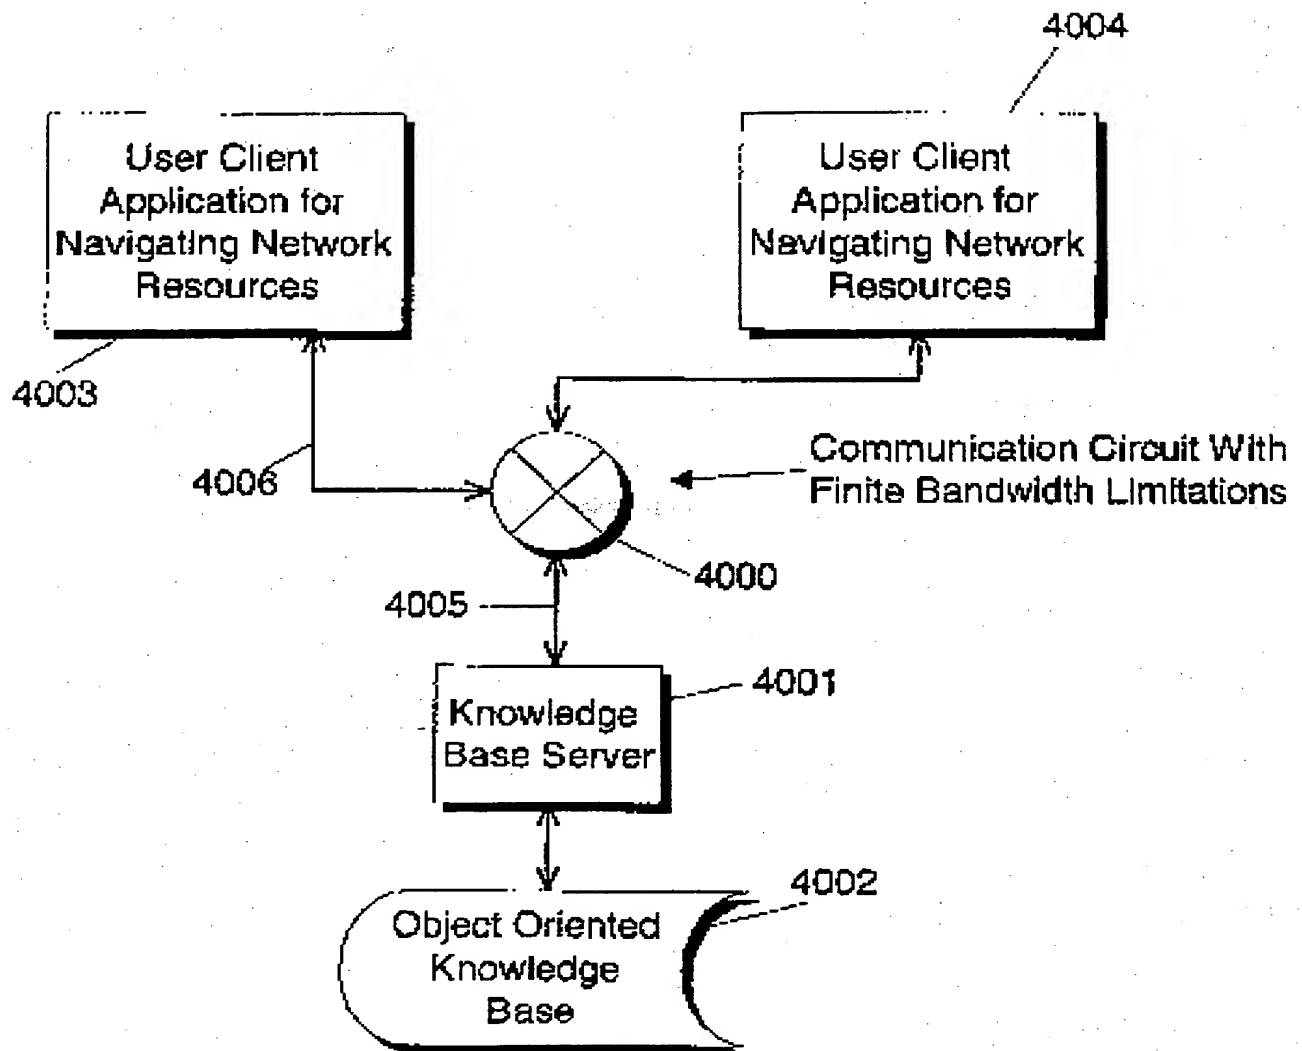 4004
User Client
Application for
Navigating Network
Resources
User Client
Application for
Navigating Network
Resources
4003
4006
Communication Circuit With
Finite Bandwidth Limitations
4000
4005
4001
Knowledge
Base Server
4002
Object Oriented
Knowledge
Base